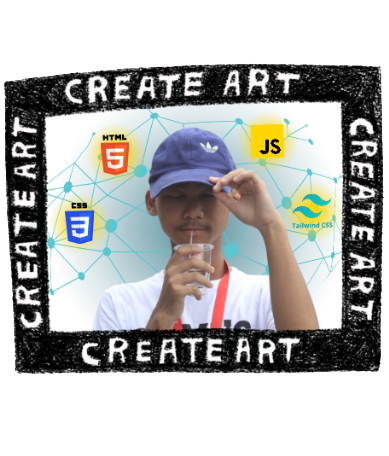 CREATE ART
HTML
5
JS
CREATE ART
CSS
3
Tailwind CSS
CREATE ART
CREATE ART